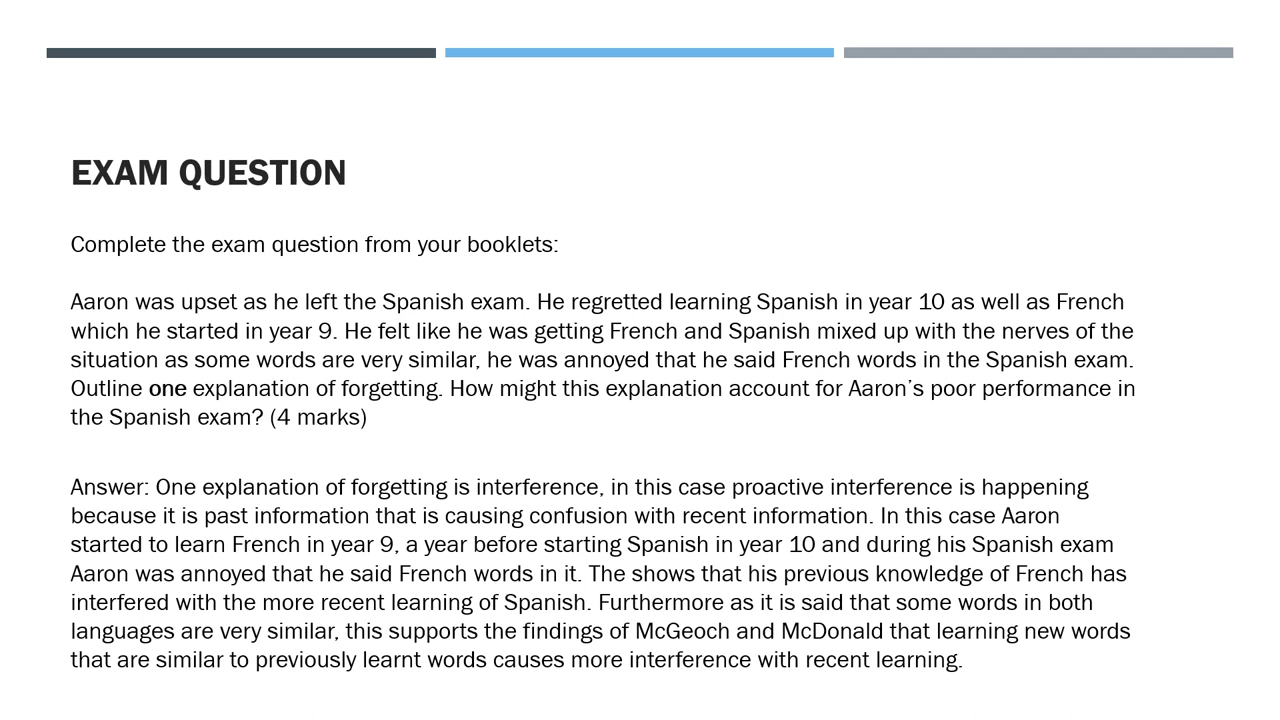 EXAM QUESTION
Complete the exam question from your booklets:
Aaron was upset as he left the Spanish exam. He regretted learning Spanish in year 10 as well as French
which he started in year 9. He felt like he was getting French and Spanish mixed up with the nerves of the
situation as some words are very similar, he was annoyed that he said French words in the Spanish exam.
Outline one explanation of forgetting. How might this explanation account for Aaron's poor performance in
the Spanish exam? (4 marks)
Answer: One explanation of forgetting is interference, in this case proactive interference is happening
because it is past information that is causing confusion with recent information. In this case Aaron
started to learn French in year 9, a year before starting Spanish in year 10 and during his Spanish exam
Aaron was annoyed that he said French words in it. The shows that his previous knowledge of French has
interfered with the more recent learning of Spanish. Furthermore as it is said that some words in both
languages are very similar, this supports the findings of McGeoch and McDonald that learning new words
that are similar to previously learnt words causes more interference with recent learning.